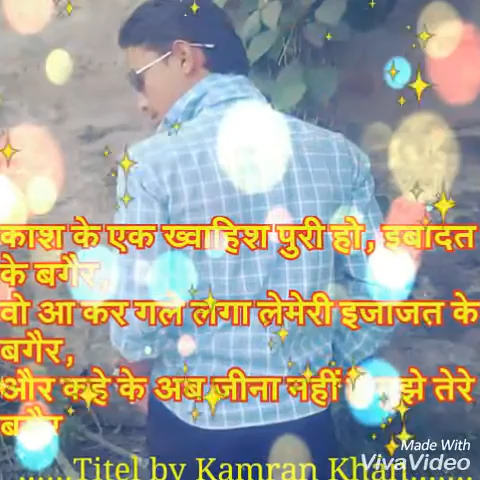 काश के एक ख्वाहिश पुरी हो, इबादत
के बगैर,
वो आ कर गले लगा ले मेरी इजाजत के
बगैर,
और कहे के अब जीना नहीं तेरे
Made With
VivaVideo
......Titel by Kamran Khan.......